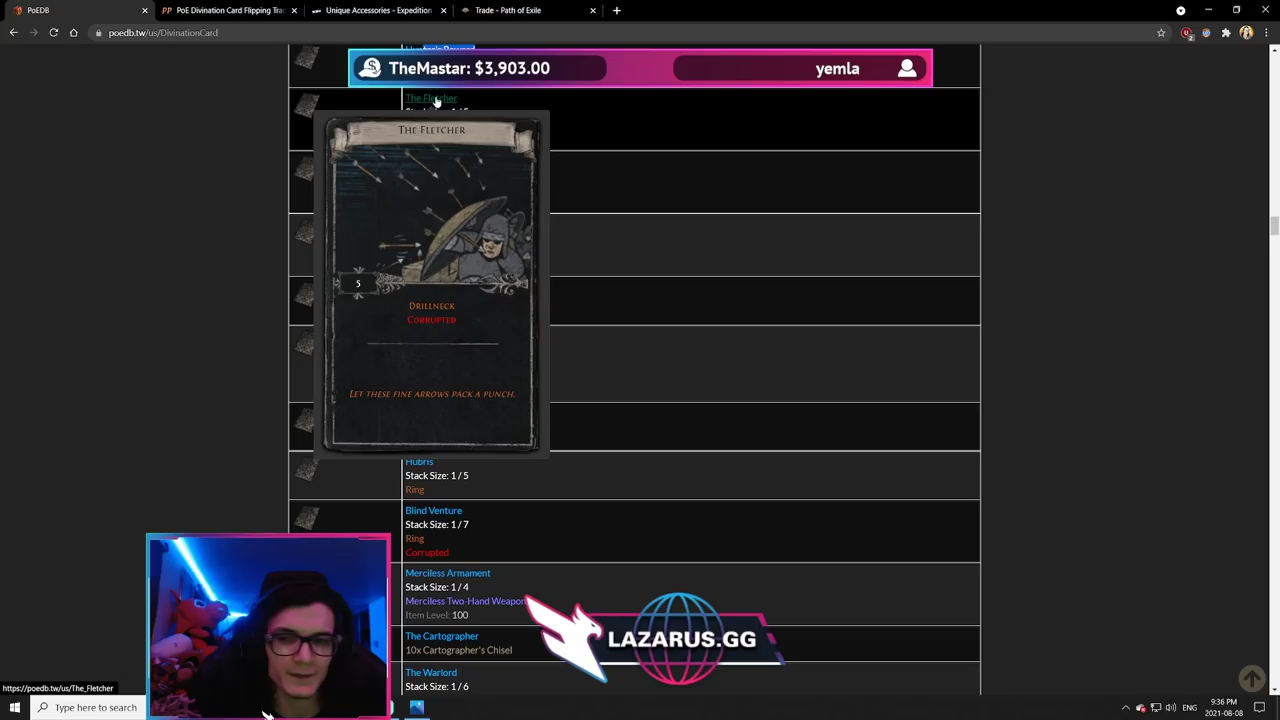 PoEDB
PoE Divination Card Flipping Trac
Unique Accessories - Expedition
Trade - Path of Exile
poedb.tw/us/DivinationCard
TheMastar: $3,903.00
yemla
The Fletcher
THE FLETCHER
5
DRILLNECK
CORRUPTED
LET THESE FINE ARROWS PACK A PUNCH.
Hubris
Stack Size: 1 / 5
Ring
Blind Venture
Stack Size: 1 / 7
Ring
Corrupted
Merciless Armament
Stack Size: 1 / 4
Merciless Two-Hand Weapon
Item Level: 100
The Cartographer
10x Cartographer's Chisel
The Warlord
Stack Size: 1 / 6
LAZARUS.GG
https://poedb.tw/us/The_Fletcher
Type here to search
ENG
9:36 PM
2021-08-08